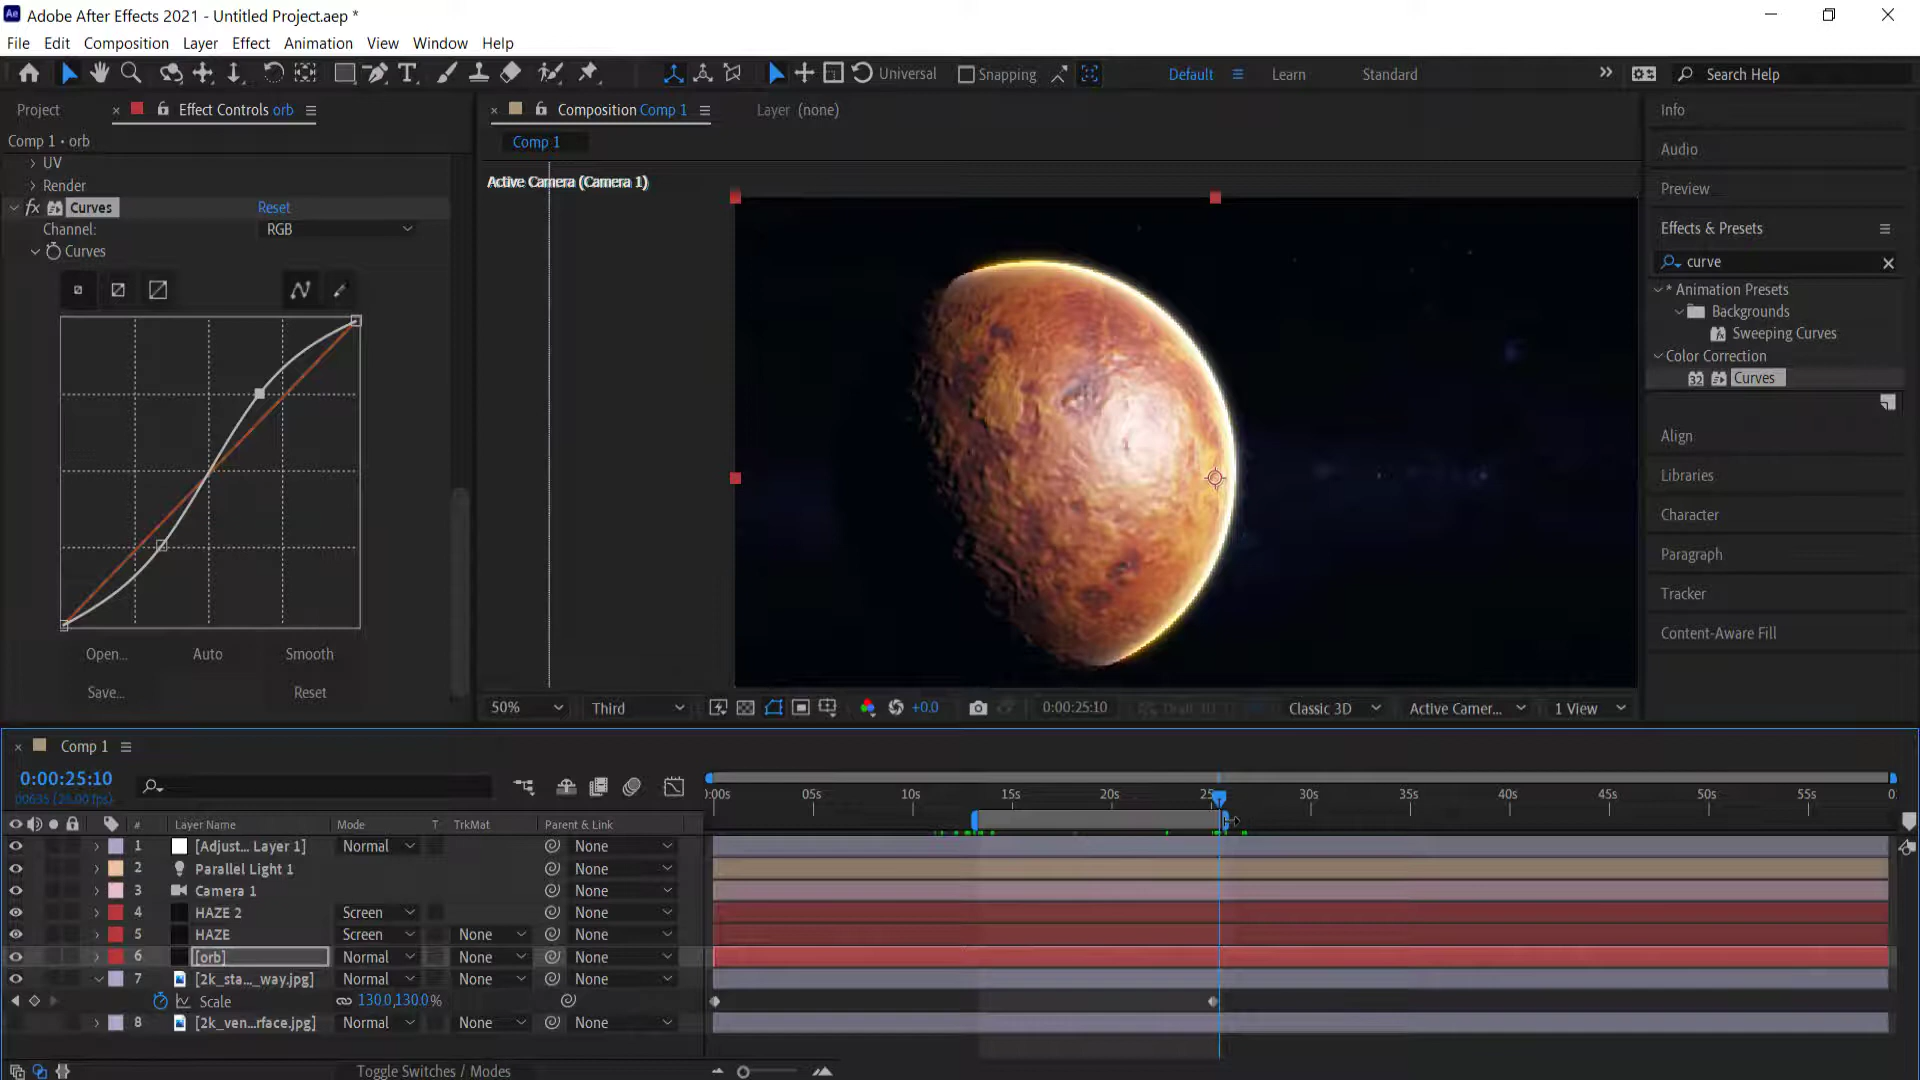 Adobe After Effects 2021 - Untitled Project.aep *
File Edit Composition Layer Effect Animation View Window Help
Universal Snapping Default Learn Standard Search Help
Project Effect Controls orb
Comp 1 • orb
UV
Render
fx Curves Reset
Channel: RGB
Curves
Open... Auto Smooth
Save... Reset
Composition Comp 1 Layer (none)
Comp 1
Active Camera (Camera 1)
50% Third +0.0 0:00:25:10 Classic 3D Active Camer... 1 View
Info
Audio
Preview
Effects & Presets
curve
* Animation Presets
Backgrounds
Sweeping Curves
Color Correction
32 Curves
Align
Libraries
Character
Paragraph
Tracker
Content-Aware Fill
Comp 1
0:00:25:10
00635 (25.00 fps)
:00s 05s 10s 15s 20s 25s 30s 35s 40s 45s 50s 55s
# Layer Name Mode T TrkMat Parent & Link
1 [Adjust... Layer 1] Normal None
2 Parallel Light 1 None
3 Camera 1 None
4 HAZE 2 Screen None
5 HAZE Screen None None
6 [orb] Normal None None
7 [2k_sta..._way.jpg] Normal None None
Scale 130.0,130.0%
8 [2k_ven...rface.jpg] Normal None None
Toggle Switches / Modes